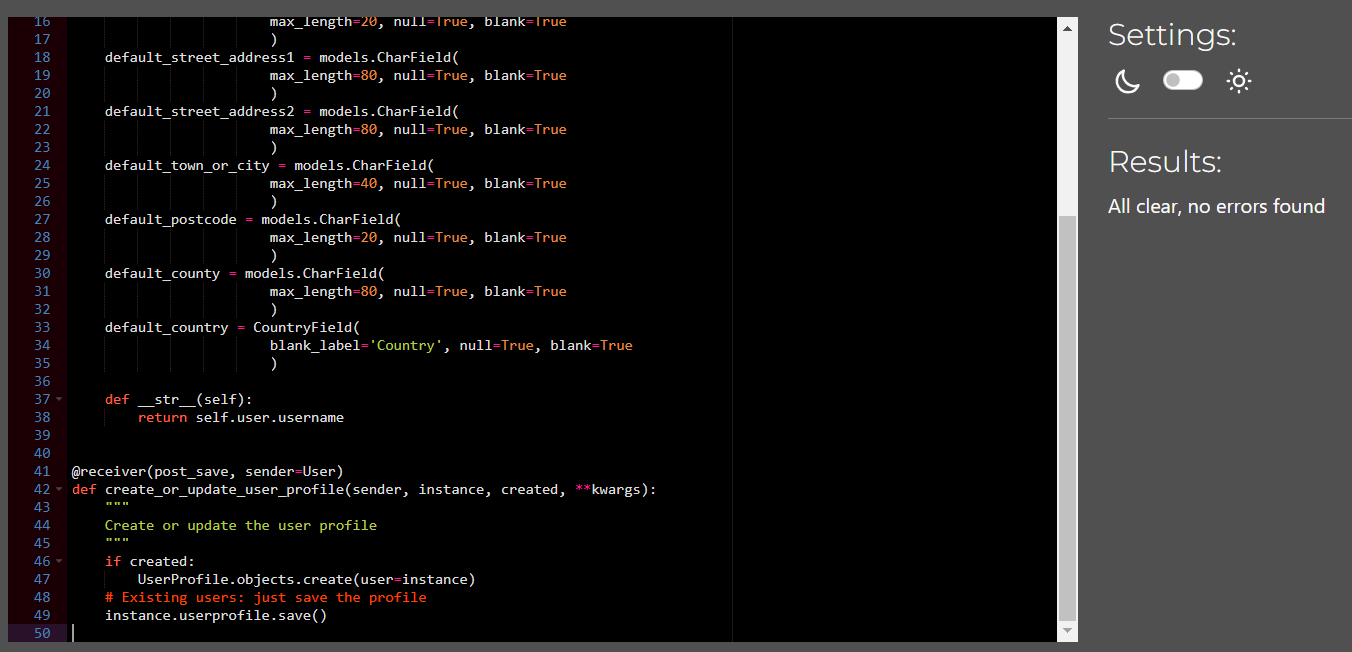 16 max_length=20, null=True, blank=True
17 )
18 default_street_address1 = models.CharField(
19 max_length=80, null=True, blank=True
20 )
21 default_street_address2 = models.CharField(
22 max_length=80, null=True, blank=True
23 )
24 default_town_or_city = models.CharField(
25 max_length=40, null=True, blank=True
26 )
27 default_postcode = models.CharField(
28 max_length=20, null=True, blank=True
29 )
30 default_county = models.CharField(
31 max_length=80, null=True, blank=True
32 )
33 default_country = CountryField(
34 blank_label='Country', null=True, blank=True
35 )
36
37 def __str__(self):
38 return self.user.username
39
40
41 @receiver(post_save, sender=User)
42 def create_or_update_user_profile(sender, instance, created, **kwargs):
43 """
44 Create or update the user profile
45 """
46 if created:
47 UserProfile.objects.create(user=instance)
48 # Existing users: just save the profile
49 instance.userprofile.save()
50
Settings:
Results:
All clear, no errors found